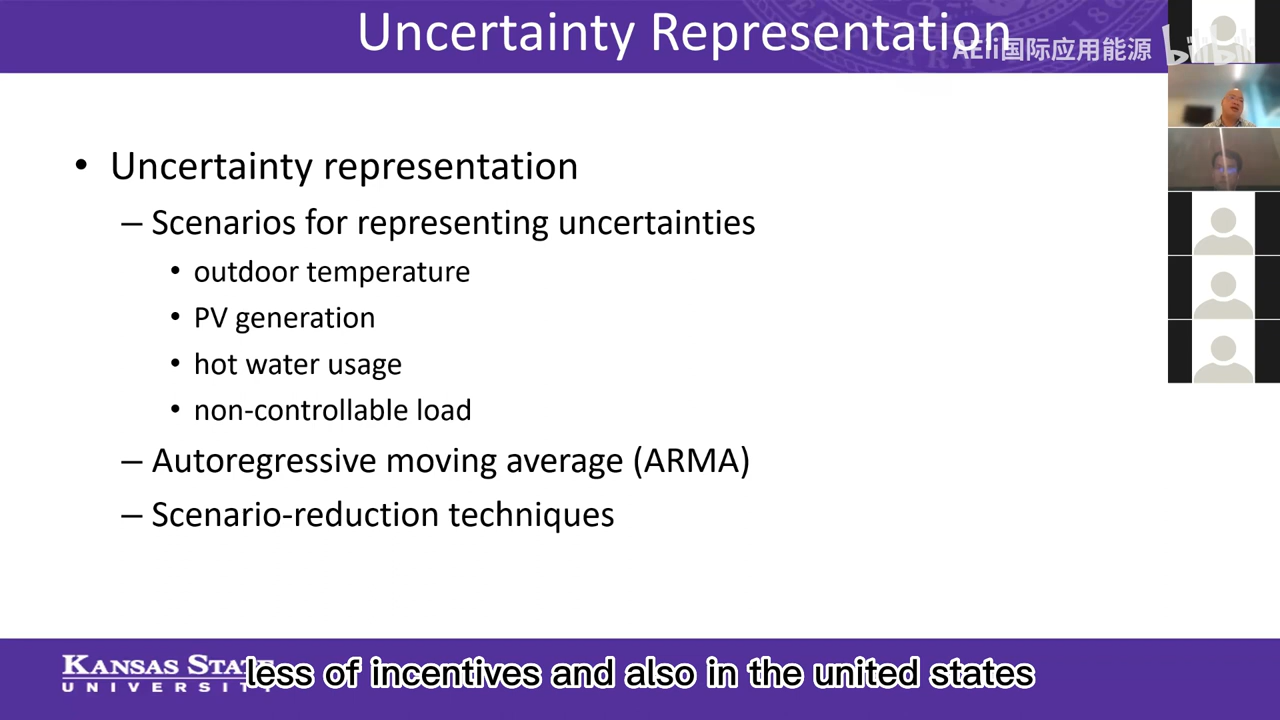 Uncertainty Representation
AEii国际应用能源
bilibili
• Uncertainty representation
– Scenarios for representing uncertainties
• outdoor temperature
• PV generation
• hot water usage
• non-controllable load
– Autoregressive moving average (ARMA)
– Scenario-reduction techniques
KANSAS STATE
UNIVERSITY
less of incentives and also in the united states